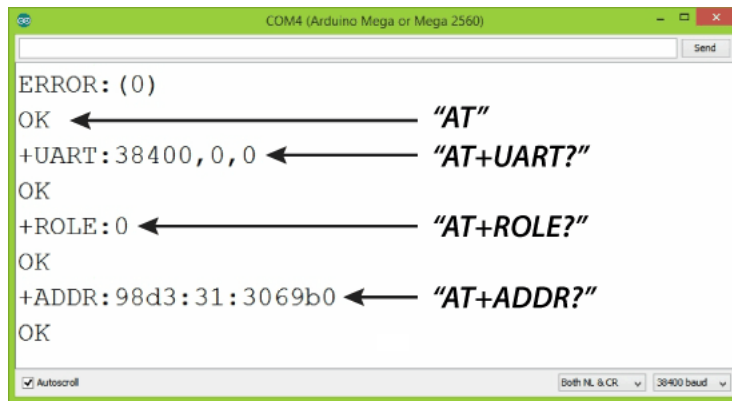 COM4 (Arduino Mega or Mega 2560)
Send
ERROR:(0)
OK “AT”
+UART:38400,0,0 “AT+UART?”
OK
+ROLE:0 “AT+ROLE?”
OK
+ADDR:98d3:31:3069b0 “AT+ADDR?”
OK
Autoscroll Both NL & CR 38400 baud